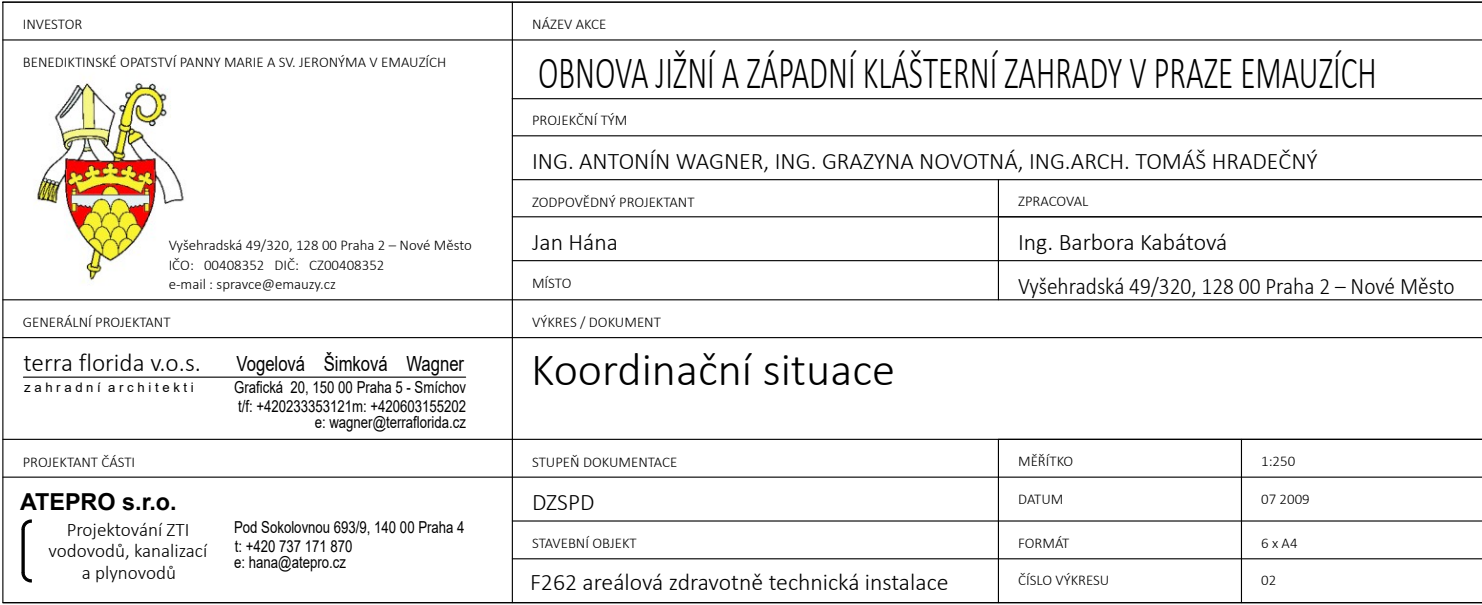 INVESTOR
BENEDIKTINSKÉ OPATSTVÍ PANNY MARIE A SV. JERONÝMA V EMAUZÍCH
Vyšehradská 49/320, 128 00 Praha 2 – Nové Město
IČO: 00408352 DIČ: CZ00408352
e-mail : spravce@emauzy.cz
NÁZEV AKCE
OBNOVA JIŽNÍ A ZÁPADNÍ KLÁŠTERNÍ ZAHRADY V PRAZE EMAUZÍCH
PROJEKČNÍ TÝM
ING. ANTONÍN WAGNER, ING. GRAZYNA NOVOTNÁ, ING.ARCH. TOMÁŠ HRADEČNÝ
ZODPOVĚDNÝ PROJEKTANT
Jan Hána
ZPRACOVAL
Ing. Barbora Kabátová
MÍSTO
Vyšehradská 49/320, 128 00 Praha 2 – Nové Město
GENERÁLNÍ PROJEKTANT
terra florida v.o.s.
zahradní architekti
Vogelová Šimková Wagner
Grafická 20, 150 00 Praha 5 - Smíchov
t/f: +420233353121m: +420603155202
e: wagner@terraflorida.cz
VÝKRES / DOKUMENT
Koordinační situace
PROJEKTANT ČÁSTI
ATEPRO s.r.o.
Projektování ZTI
vodovodů, kanalizací
a plynovodů
Pod Sokolovnou 693/9, 140 00 Praha 4
t: +420 737 171 870
e: hana@atepro.cz
STUPEŇ DOKUMENTACE
DZSPD
STAVEBNÍ OBJEKT
F262 areálová zdravotně technická instalace
MĚŘÍTKO 1:250
DATUM 07 2009
FORMÁT 6 x A4
ČÍSLO VÝKRESU 02